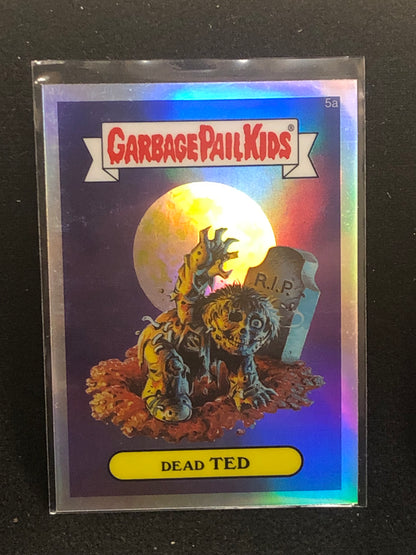 5a
GARBAGE PAIL KIDS®
R.I.P.
DEAD TED